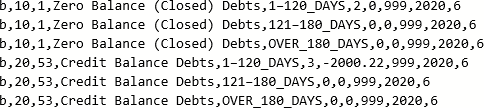 b,10,1,Zero Balance (Closed) Debts,1–120_DAYS,2,0,999,2020,6
b,10,1,Zero Balance (Closed) Debts,121–180_DAYS,0,0,999,2020,6
b,10,1,Zero Balance (Closed) Debts,OVER_180_DAYS,0,0,999,2020,6
b,20,53,Credit Balance Debts,1–120_DAYS,3,-2000.22,999,2020,6
b,20,53,Credit Balance Debts,121–180_DAYS,0,0,999,2020,6
b,20,53,Credit Balance Debts,OVER_180_DAYS,0,0,999,2020,6